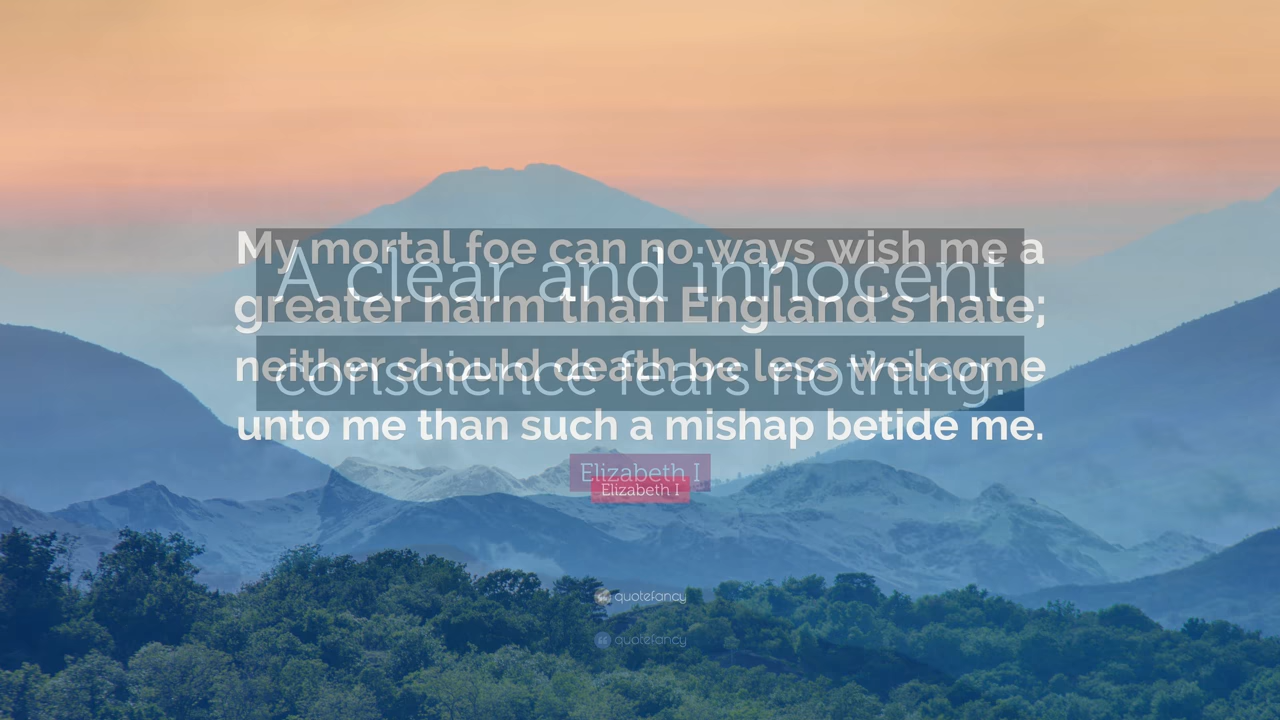 My mortal foe can no ways wish me a
greater harm than England's hate;
neither should death be less welcome
unto me than such a mishap betide me.
A clear and innocent
conscience fears nothing.
Elizabeth I
Elizabeth I
quotefancy
quotefancy